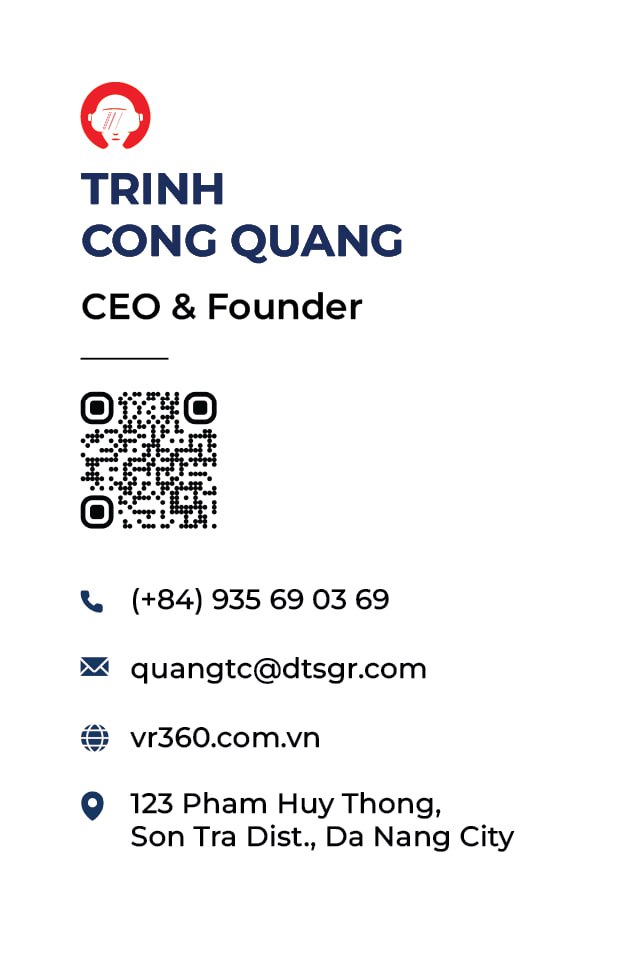 TRINH
CONG QUANG
CEO & Founder
(+84) 935 69 03 69
quangtc@dtsgr.com
vr360.com.vn
123 Pham Huy Thong,
Son Tra Dist., Da Nang City